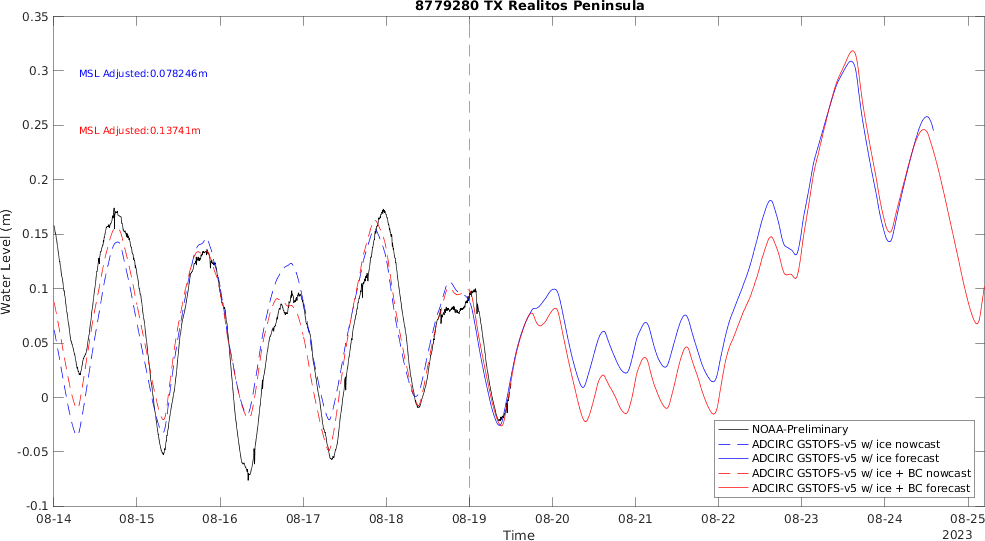 8779280 TX Realitos Peninsula
0.35
0.3
0.25
0.2
0.15
0.1
0.05
0
-0.05
-0.1
Water Level (m)
MSL Adjusted:0.078246m
MSL Adjusted:0.13741m
NOAA-Preliminary
ADCIRC GSTOFS-v5 w/ ice nowcast
ADCIRC GSTOFS-v5 w/ ice forecast
ADCIRC GSTOFS-v5 w/ ice + BC nowcast
ADCIRC GSTOFS-v5 w/ ice + BC forecast
08-14 08-15 08-16 08-17 08-18 08-19 08-20 08-21 08-22 08-23 08-24 08-25
Time
2023